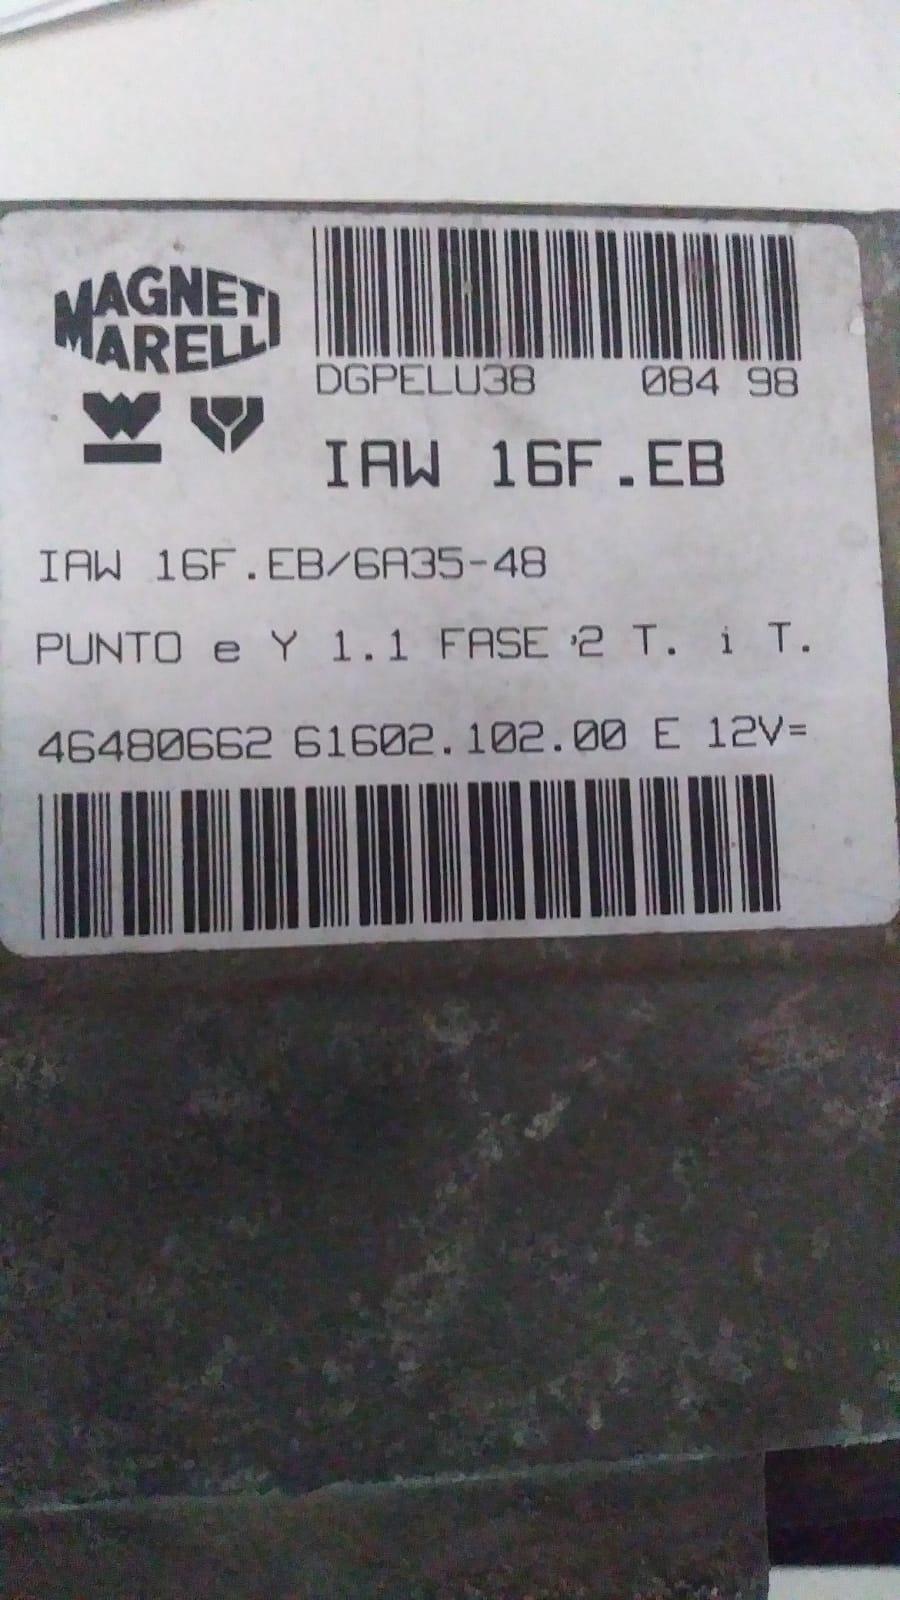 MAGNETI
MARELLI
DGPELU38 084 98
IAW 16F.EB
IAW 16F.EB/6A35-48
PUNTO e Y 1.1 FASE '2 T. i T.
46480662 61602.102.00 E 12V=